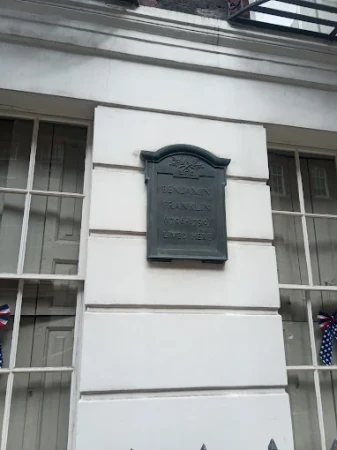 BENJAMIN
FRANKLIN
1706-1790
LIVED HERE